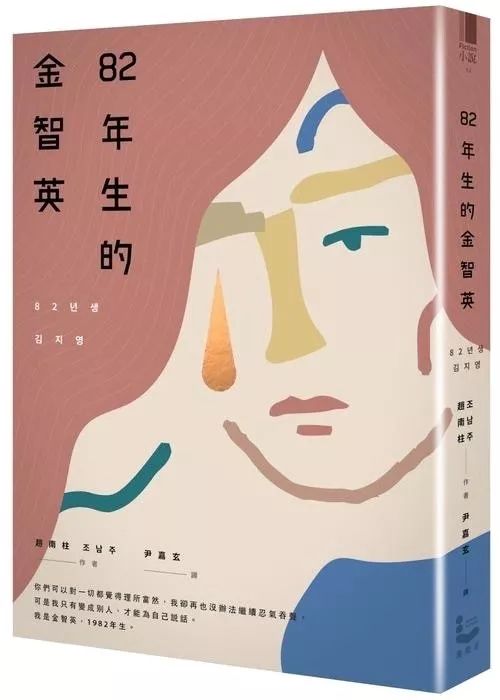 82年生的
金智英
82년생
김지영
趙南柱 조남주
作者
尹嘉玄
譯
你們可以對一切都覺得理所當然，我卻再也沒辦法繼續忍氣吞聲，
可是我只有變成別人，才能為自己說話。
我是金智英，1982年生。
Fiction
小說
82年生的金智英
82년생
김지영
조남주
趙南柱
作者
尹嘉玄
譯